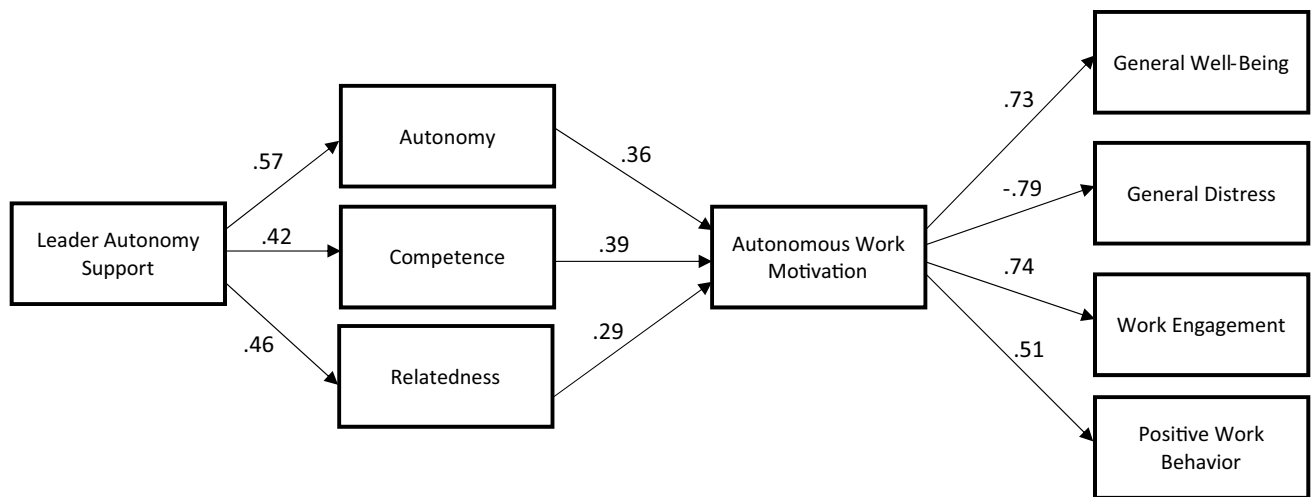 Leader Autonomy
Support
.57
.42
.46
Autonomy
Competence
Relatedness
.36
.39
.29
Autonomous Work
Motivation
.73
-.79
.74
.51
General Well-Being
General Distress
Work Engagement
Positive Work
Behavior